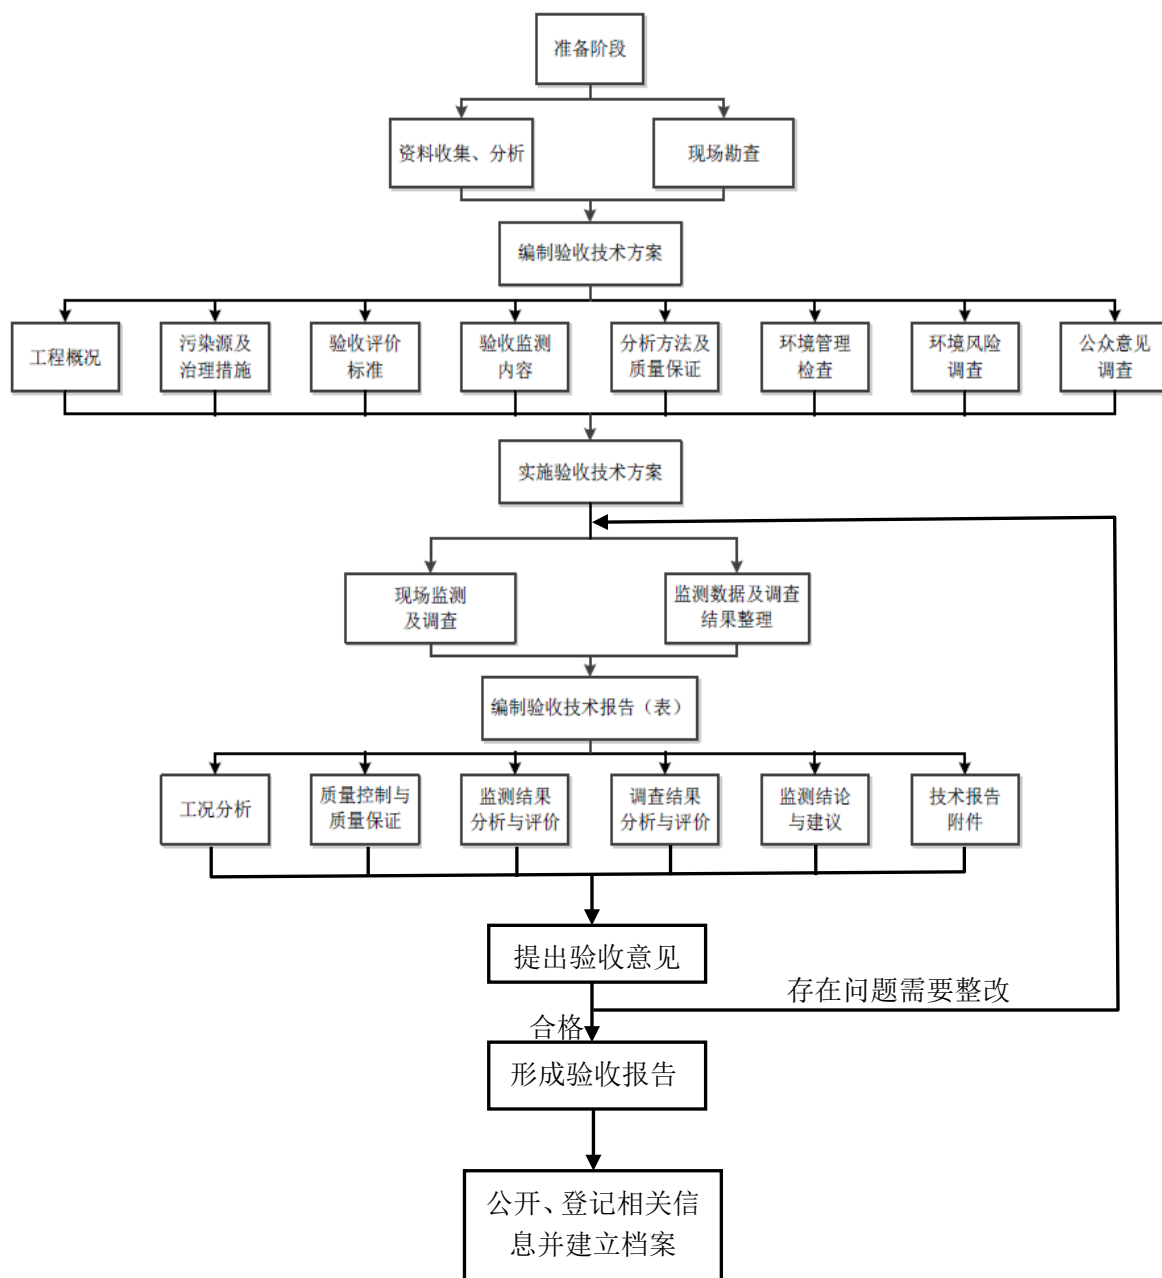 准备阶段
资料收集、分析
现场勘查
编制验收技术方案
工程概况
污染源及
治理措施
验收评价
标准
验收监测
内容
分析方法及
质量保证
环境管理
检查
环境风险
调查
公众意见
调查
实施验收技术方案
现场监测
及调查
监测数据及调查
结果整理
编制验收技术报告（表）
工况分析
质量控制与
质量保证
监测结果
分析与评价
调查结果
分析与评价
监测结论
与建议
技术报告
附件
提出验收意见
存在问题需要整改
合格
形成验收报告
公开、登记相关信
息并建立档案